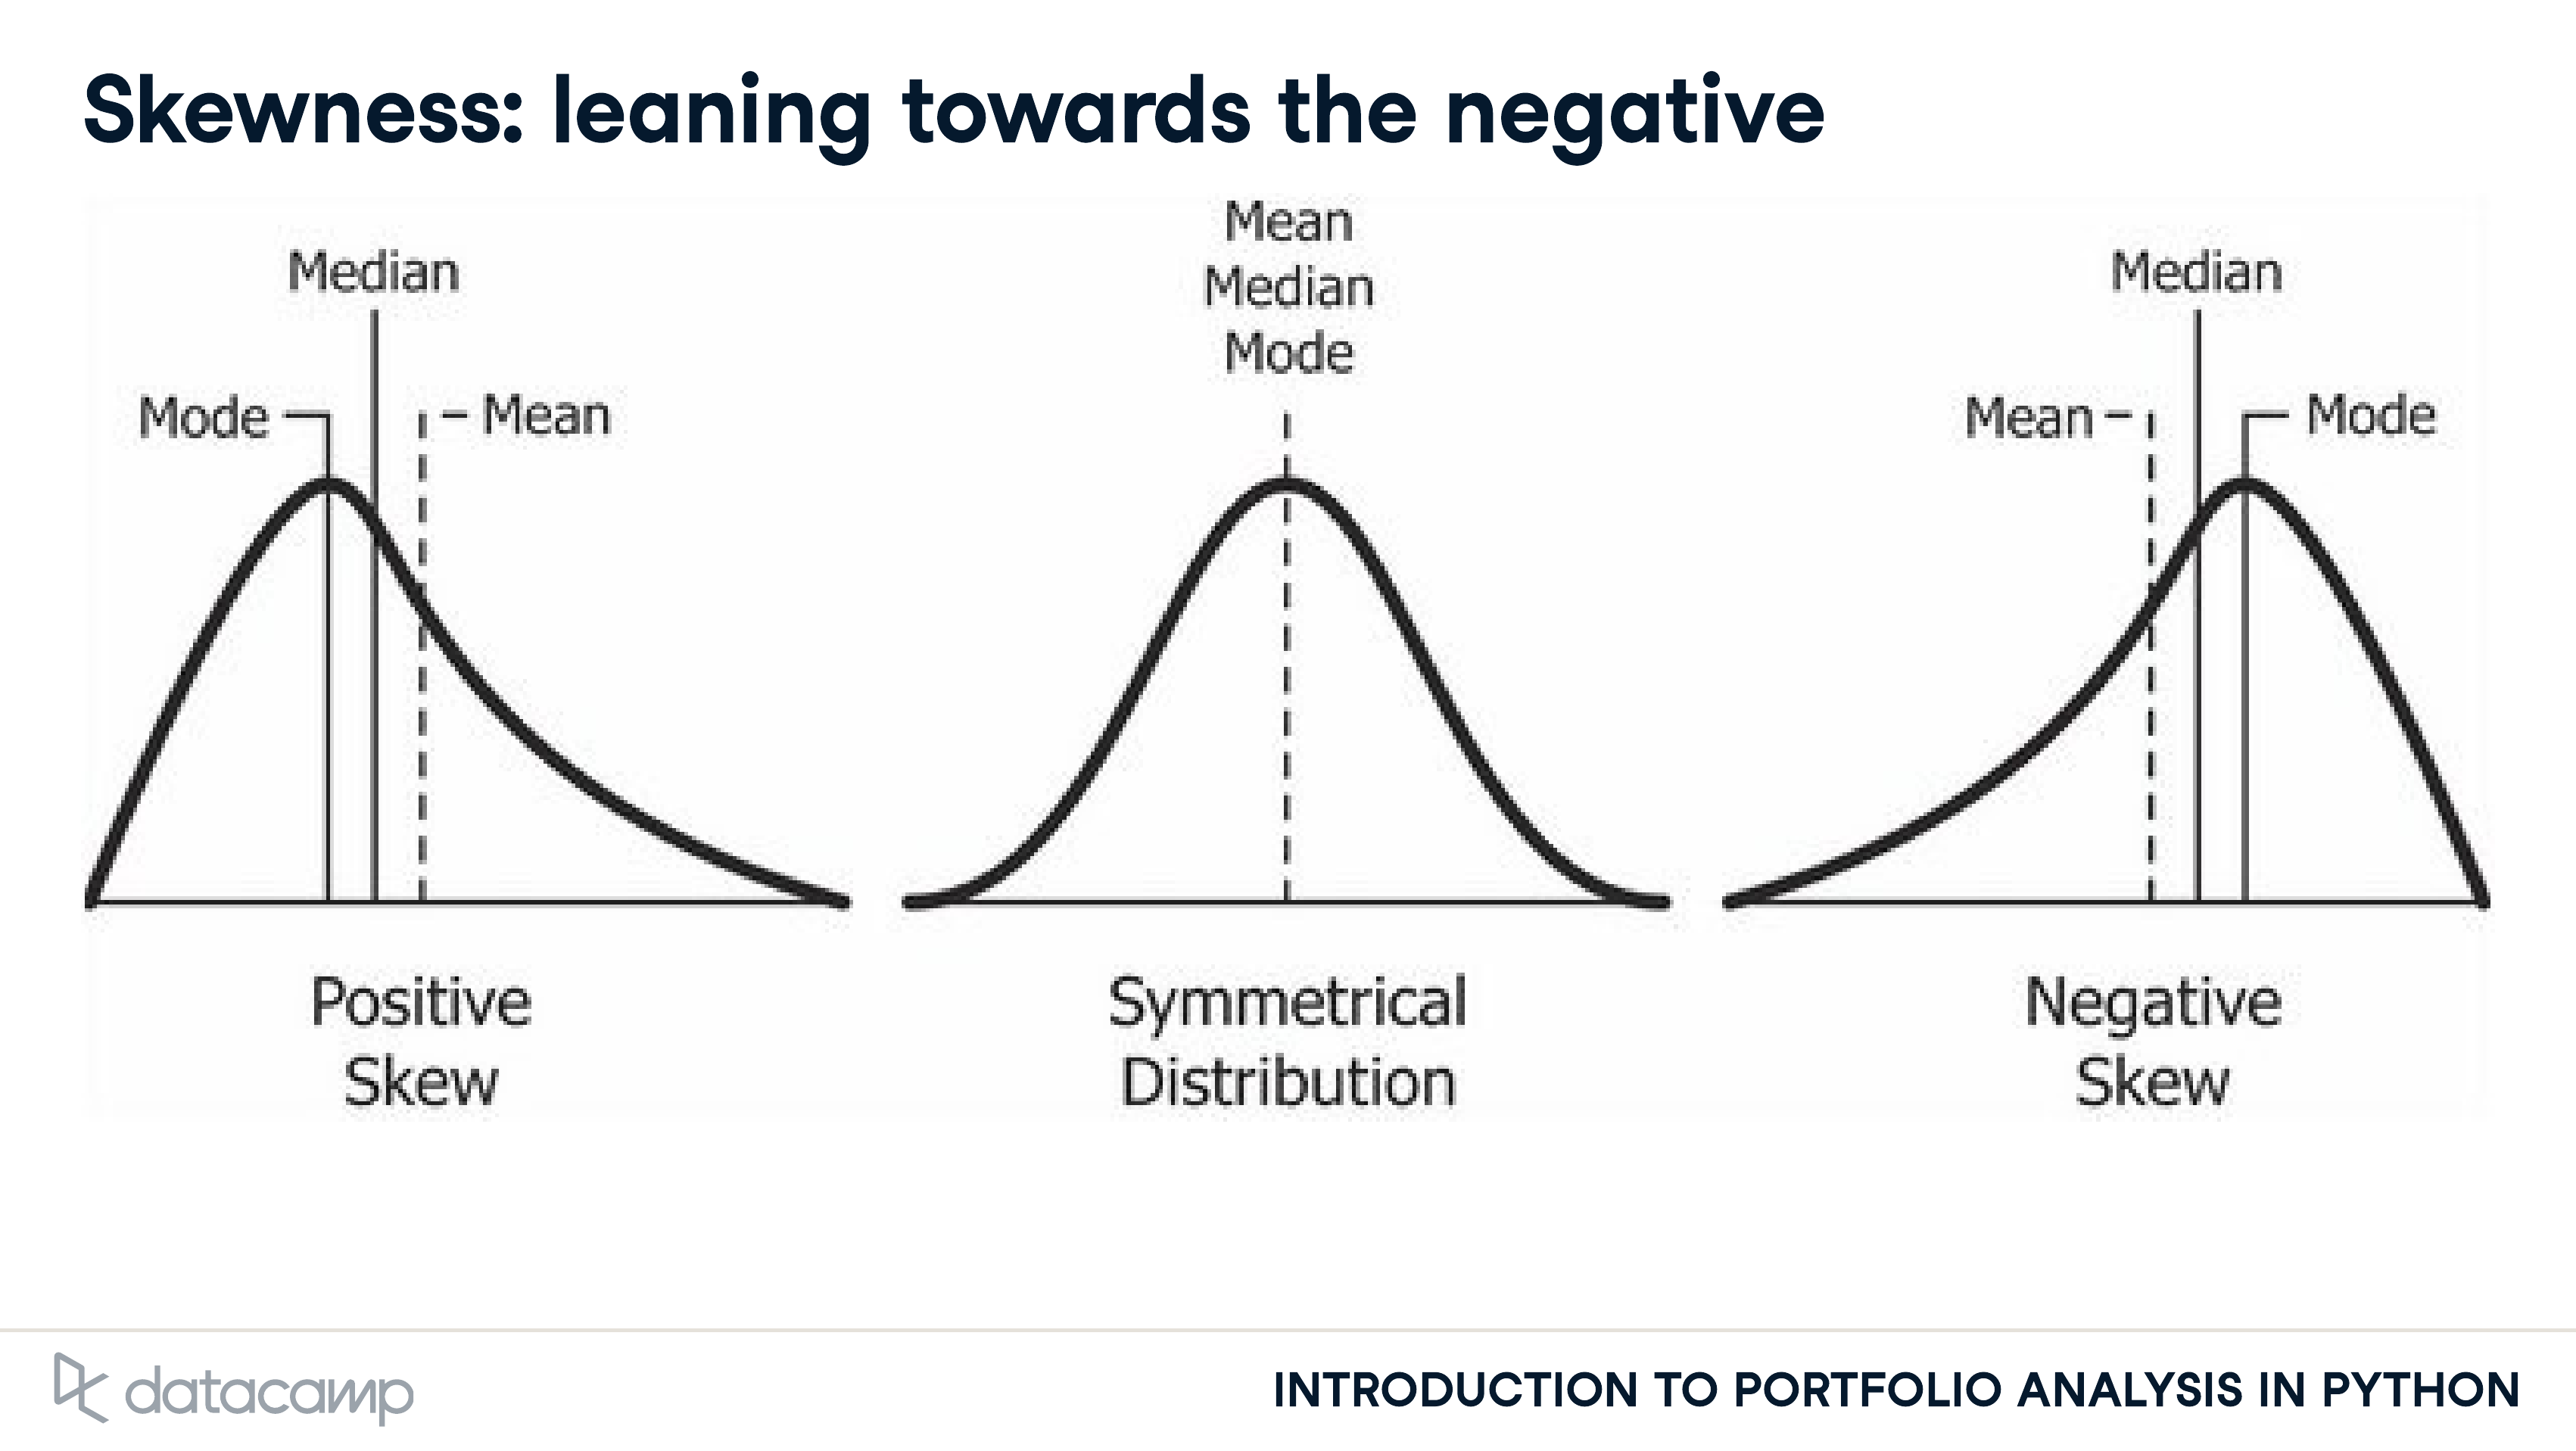 Skewness: leaning towards the negative
Median
Mode
Mean
Positive
Skew
Mean
Median
Mode
Symmetrical
Distribution
Median
Mean
Mode
Negative
Skew
datacamp
INTRODUCTION TO PORTFOLIO ANALYSIS IN PYTHON